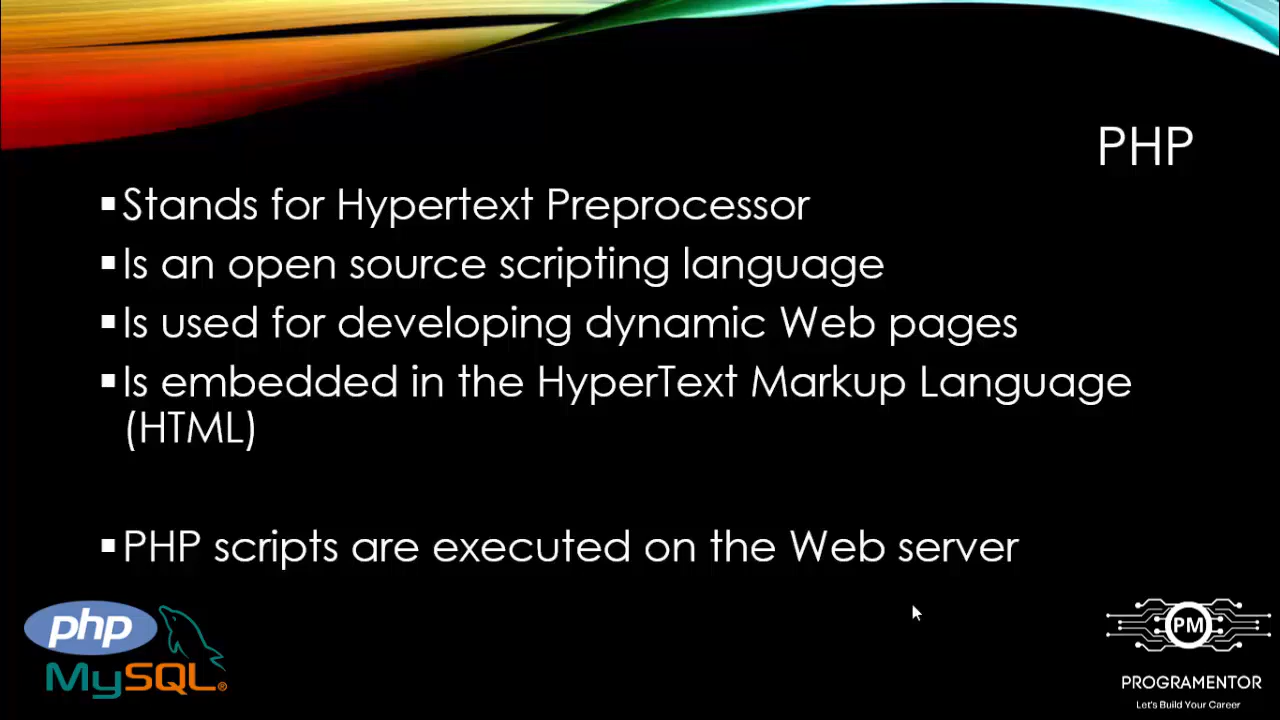 PHP
▪Stands for Hypertext Preprocessor
▪Is an open source scripting language
▪Is used for developing dynamic Web pages
▪Is embedded in the HyperText Markup Language
(HTML)
▪PHP scripts are executed on the Web server
php
MySQL®
PM
PROGRAMENTOR
Let's Build Your Career